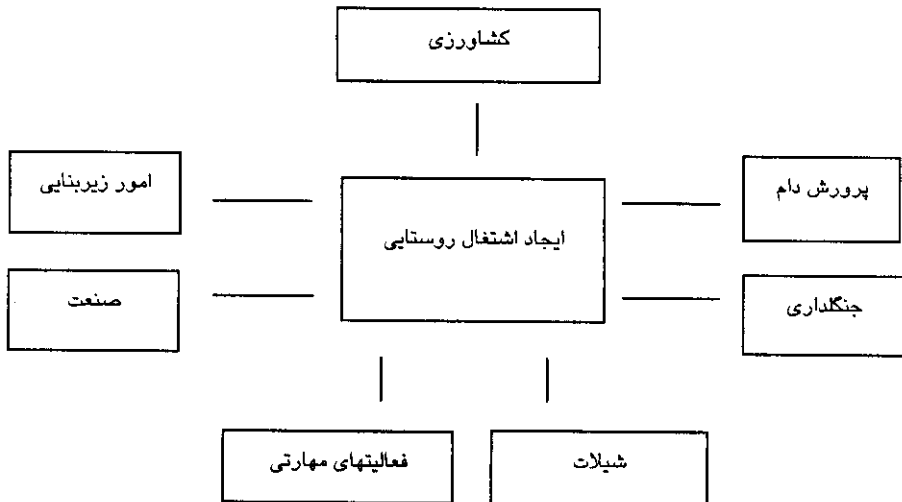 کشاورزی
پرورش دام
امور زیربنایی
ایجاد اشتغال روستایی
جنگلداری
صنعت
شیلات
فعالیتهای مهارتی